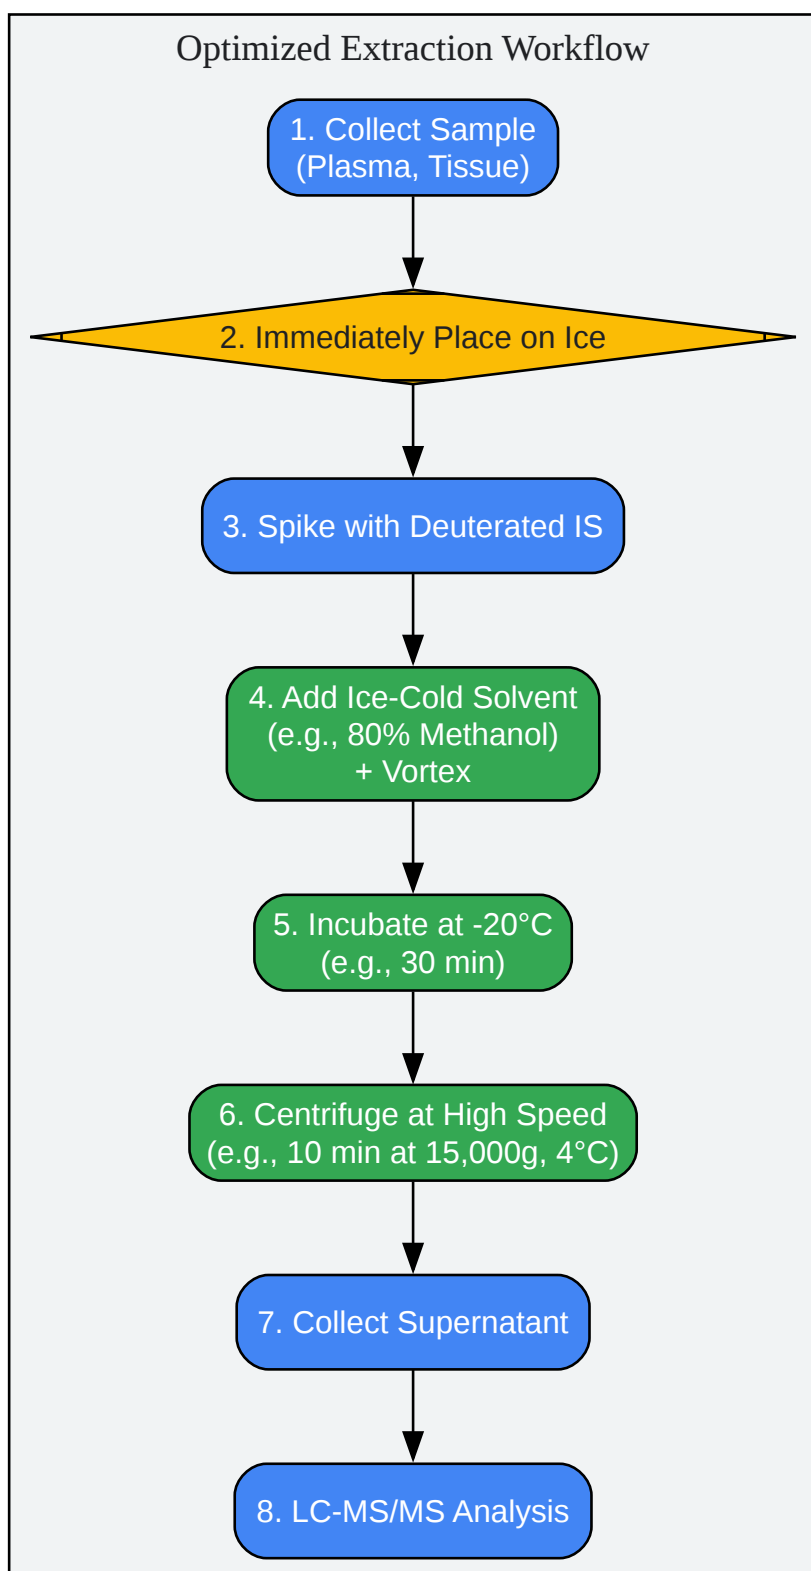 Optimized Extraction Workflow
1. Collect Sample
(Plasma, Tissue)
2. Immediately Place on Ice
3. Spike with Deuterated IS
4. Add Ice-Cold Solvent
(e.g., 80% Methanol)
+ Vortex
5. Incubate at -20°C
(e.g., 30 min)
6. Centrifuge at High Speed
(e.g., 10 min at 15,000g, 4°C)
7. Collect Supernatant
8. LC-MS/MS Analysis